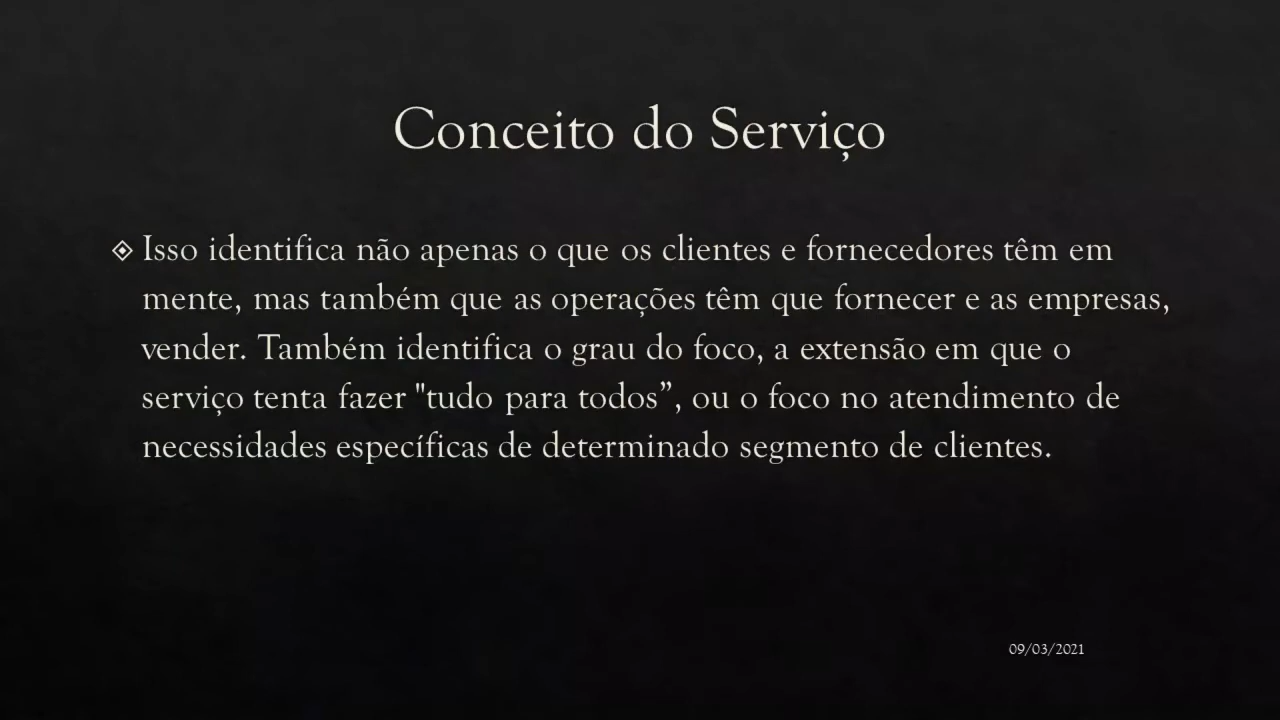 Conceito do Serviço
Isso identifica não apenas o que os clientes e fornecedores têm em
mente, mas também que as operações têm que fornecer e as empresas,
vender. Também identifica o grau do foco, a extensão em que o
serviço tenta fazer "tudo para todos”, ou o foco no atendimento de
necessidades específicas de determinado segmento de clientes.
09/03/2021